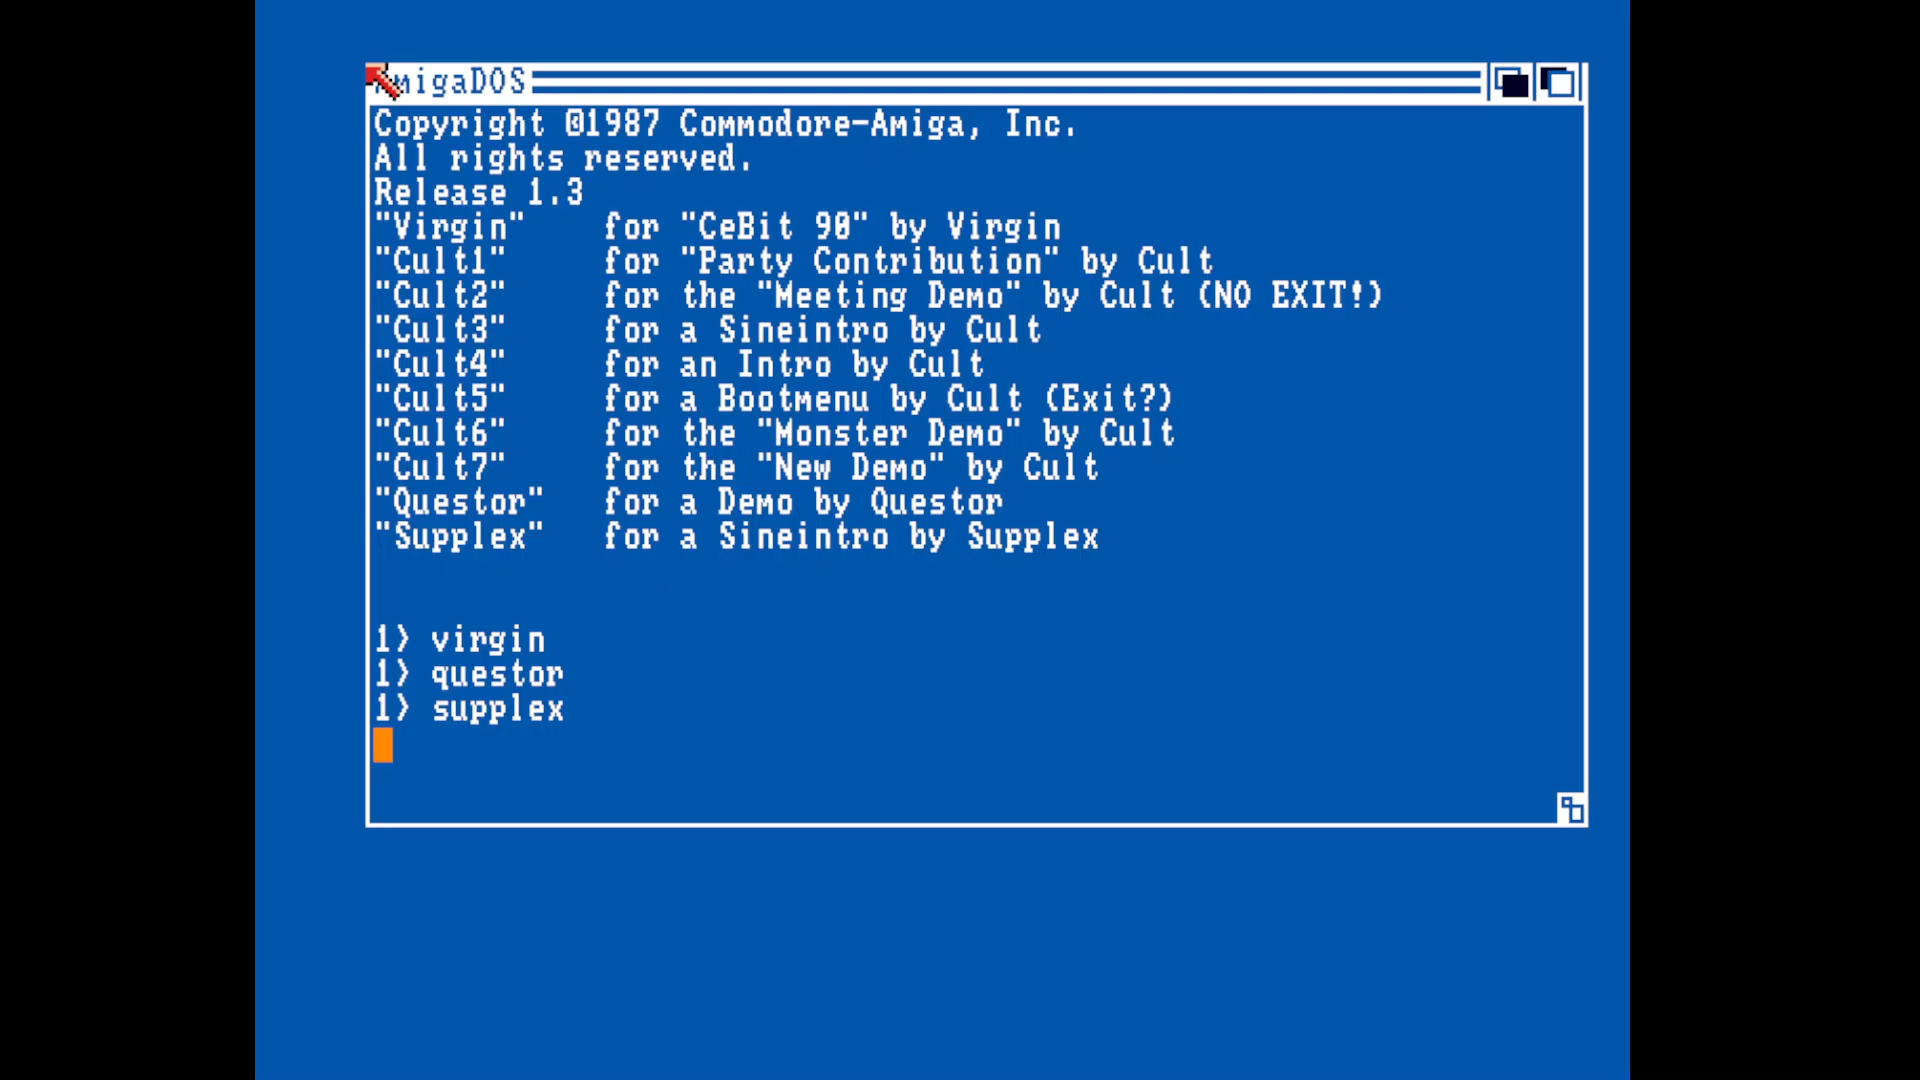 AmigaDOS
Copyright ©1987 Commodore-Amiga, Inc.
All rights reserved.
Release 1.3
"Virgin"    for "CeBit 90" by Virgin
"Cult1"     for "Party Contribution" by Cult
"Cult2"     for the "Meeting Demo" by Cult (NO EXIT!)
"Cult3"     for a Sineintro by Cult
"Cult4"     for an Intro by Cult
"Cult5"     for a Bootmenu by Cult (Exit?)
"Cult6"     for the "Monster Demo" by Cult
"Cult7"     for the "New Demo" by Cult
"Questor"   for a Demo by Questor
"Supplex"   for a Sineintro by Supplex
1> virgin
1> questor
1> supplex